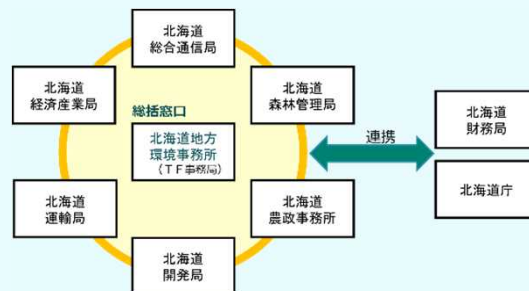 北海道
総合通信局
北海道
経済産業局
北海道
森林管理局
総括窓口
北海道地方
環境事務所
（ＴＦ事務局）
連携
北海道
財務局
北海道
運輸局
北海道
農政事務所
北海道庁
北海道
開発局